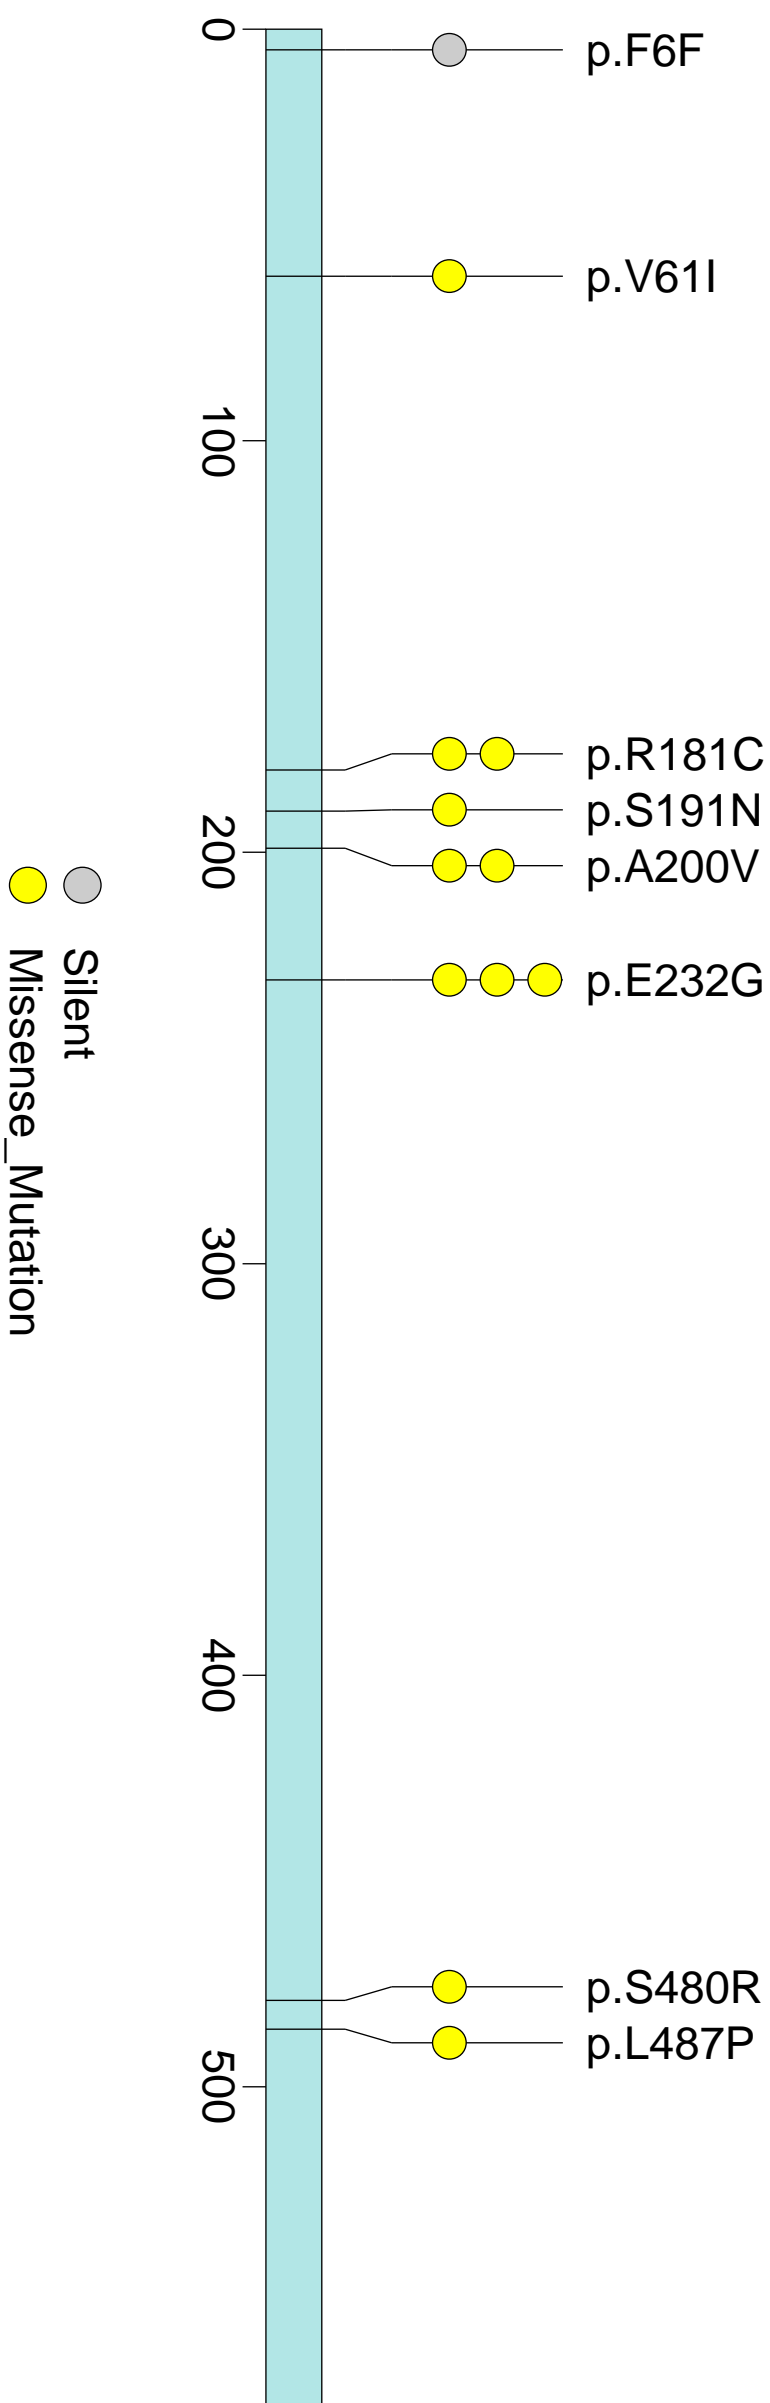 p.F6F
p.V61I
p.R181C
p.S191N
p.A200V
p.E232G
p.S480R
p.L487P
0
100
200
300
400
500
Silent
Missense_Mutation